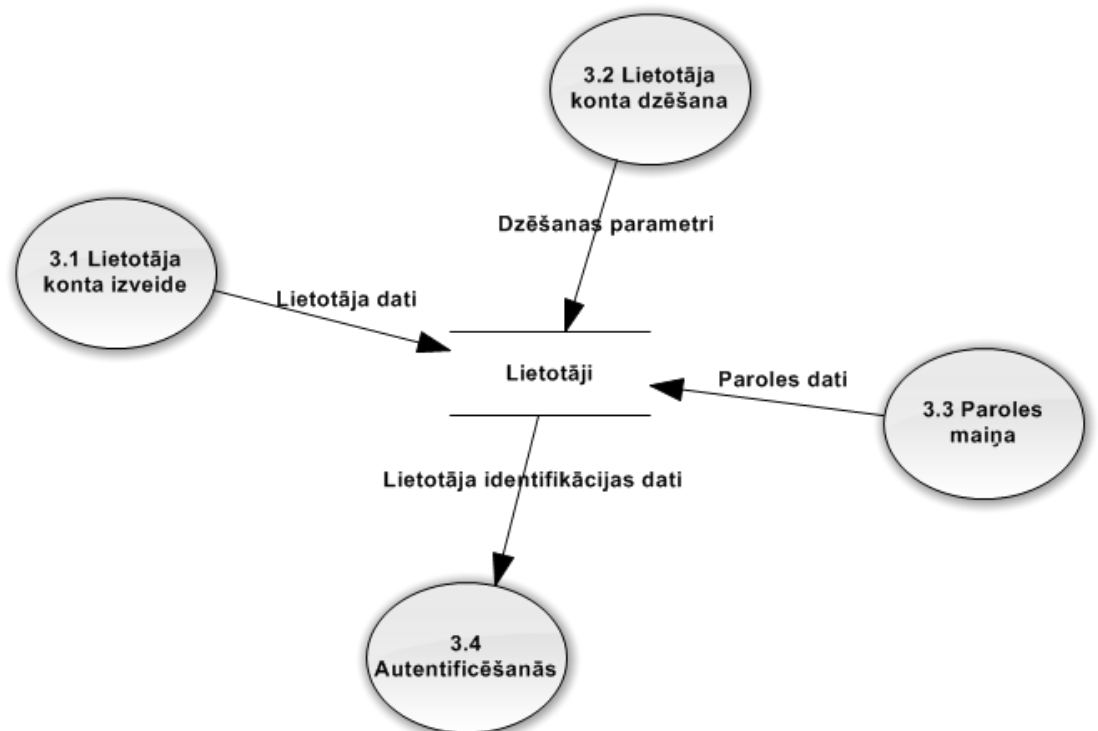 3.2 Lietotāja
konta dzēšana
Dzēšanas parametri
3.1 Lietotāja
konta izveide
Lietotāja dati
Lietotāji
Paroles dati
3.3 Paroles
maiņa
Lietotāja identifikācijas dati
3.4
Autentificēšanās